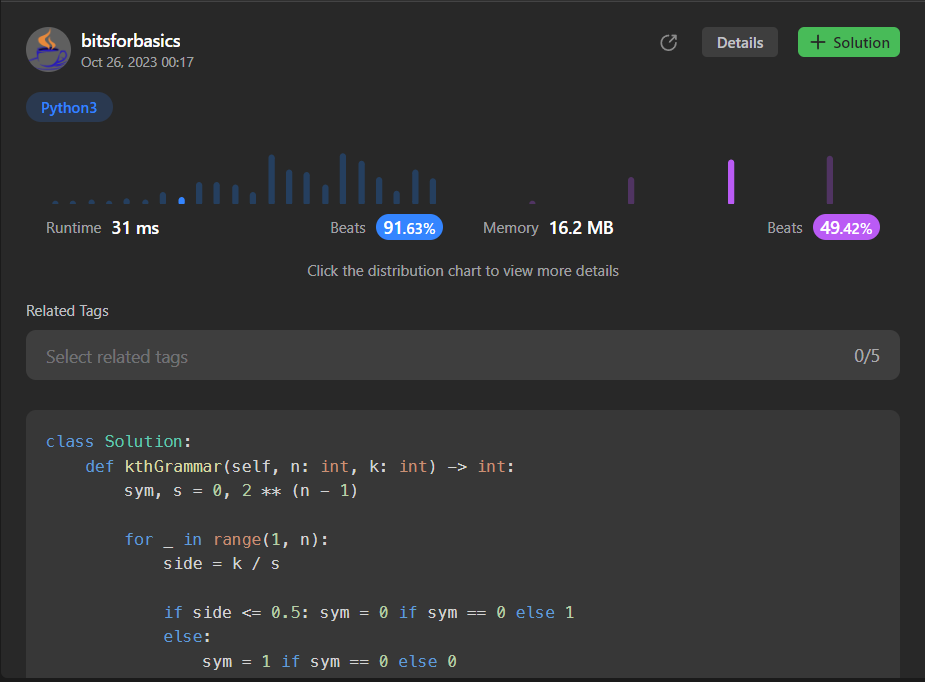 bitsforbasics
Oct 26, 2023 00:17
Details
+ Solution
Python3
Runtime 31 ms Beats 91.63% Memory 16.2 MB Beats 49.42%
Click the distribution chart to view more details
Related Tags
Select related tags 0/5
class Solution:
    def kthGrammar(self, n: int, k: int) -> int:
        sym, s = 0, 2 ** (n - 1)

        for _ in range(1, n):
            side = k / s

            if side <= 0.5: sym = 0 if sym == 0 else 1
            else:
                sym = 1 if sym == 0 else 0